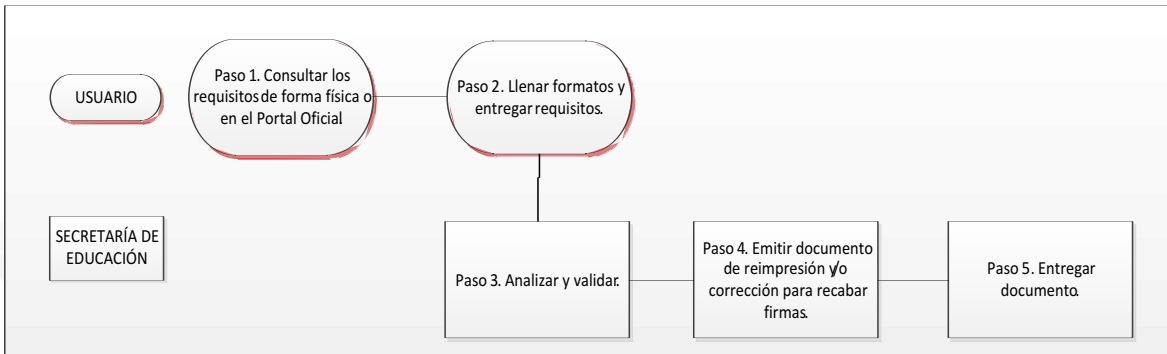 USUARIO
Paso 1. Consultar los
requisitos de forma física o
en el Portal Oficial
Paso 2. Llenar formatos y
entregar requisitos.
SECRETARÍA DE
EDUCACIÓN
Paso 3. Analizar y validar.
Paso 4. Emitir documento
de reimpresión y/o
corrección para recabar
firmas.
Paso 5. Entregar
documento.